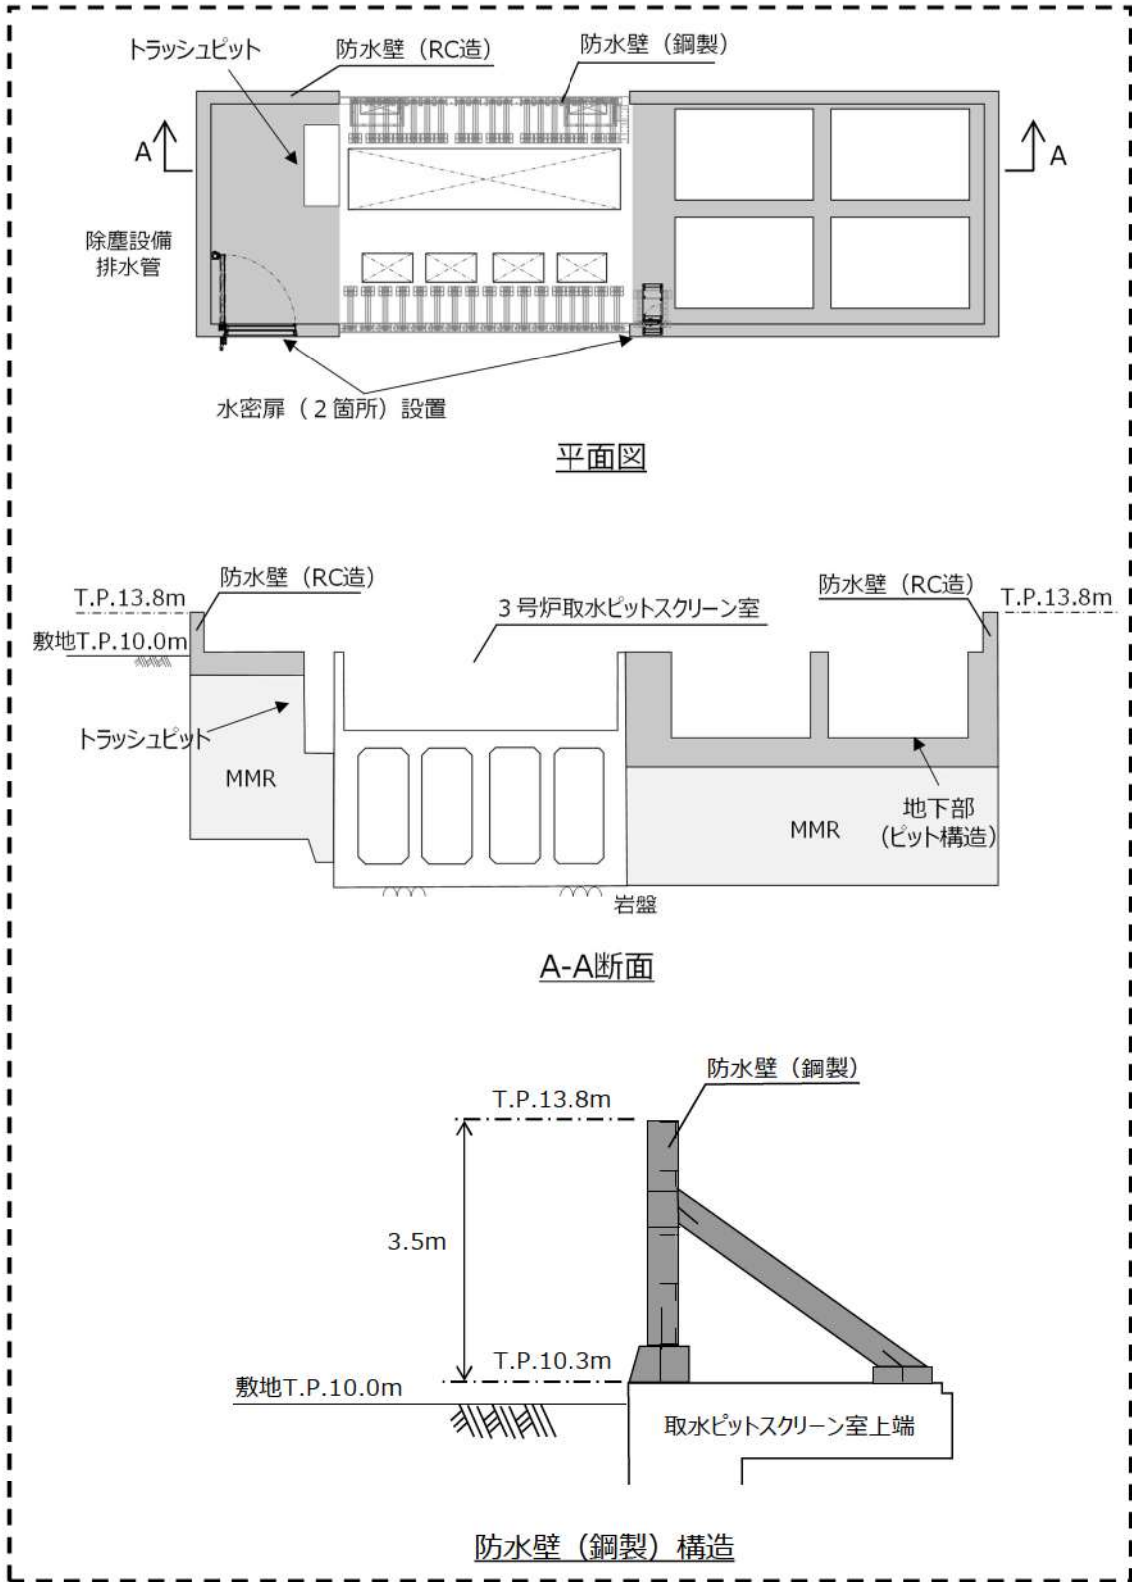 トラッシュピット
防水壁（RC造）
防水壁（鋼製）
A
A
除塵設備
排水管
水密扉（２箇所）設置
平面図
防水壁（RC造）
T.P.13.8m
敷地T.P.10.0m
３号炉取水ピットスクリーン室
防水壁（RC造）
T.P.13.8m
トラッシュピット
MMR
MMR
地下部
(ピット構造)
岩盤
A-A断面
防水壁（鋼製）
T.P.13.8m
3.5m
T.P.10.3m
敷地T.P.10.0m
取水ピットスクリーン室上端
防水壁（鋼製）構造